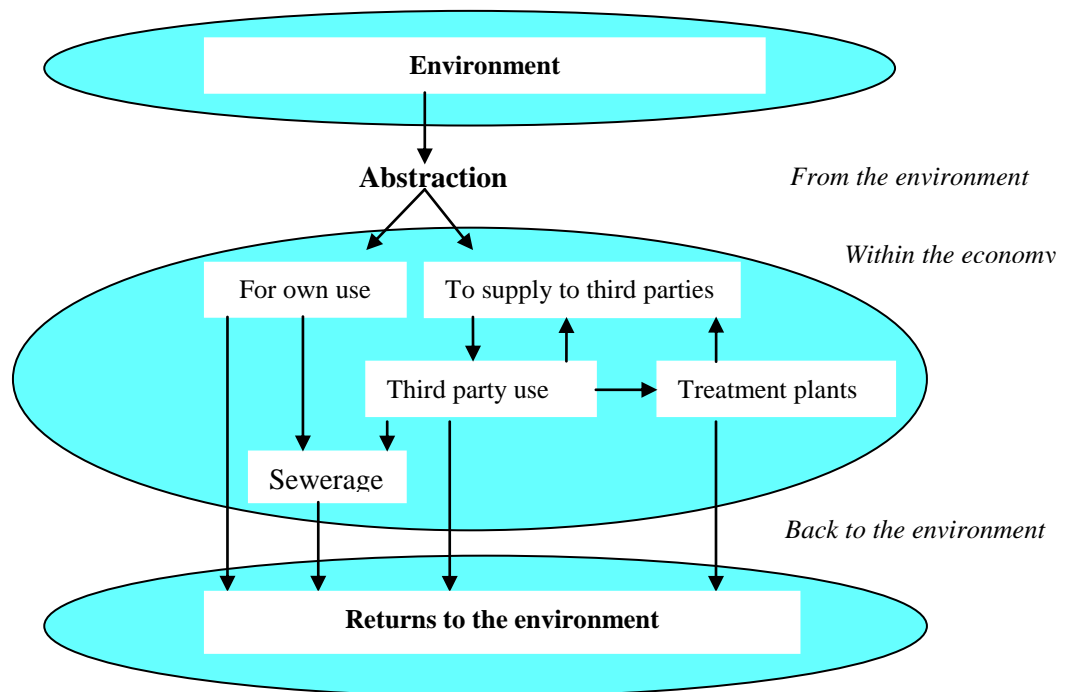 Environment
Abstraction
From the environment
Within the economy
For own use
To supply to third parties
Third party use
Treatment plants
Sewerage
Back to the environment
Returns to the environment